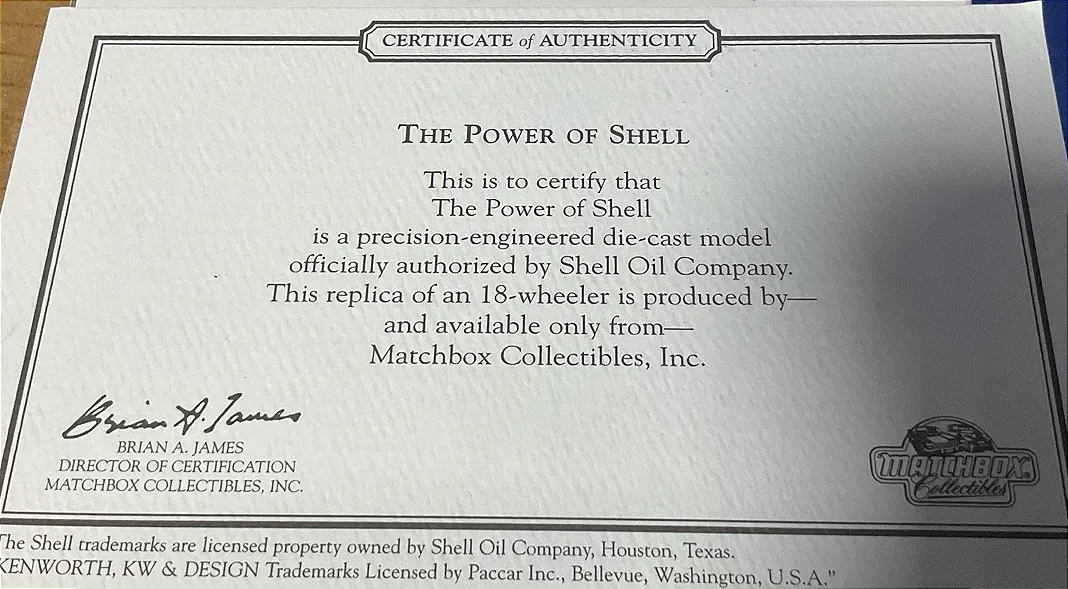 CERTIFICATE of AUTHENTICITY
THE POWER OF SHELL
This is to certify that
The Power of Shell
is a precision-engineered die-cast model
officially authorized by Shell Oil Company.
This replica of an 18-wheeler is produced by—
and available only from—
Matchbox Collectibles, Inc.
Brian A. James
BRIAN A. JAMES
DIRECTOR OF CERTIFICATION
MATCHBOX COLLECTIBLES, INC.
MATCHBOX
Collectibles
The Shell trademarks are licensed property owned by Shell Oil Company, Houston, Texas.
KENWORTH, KW & DESIGN Trademarks Licensed by Paccar Inc., Bellevue, Washington, U.S.A."